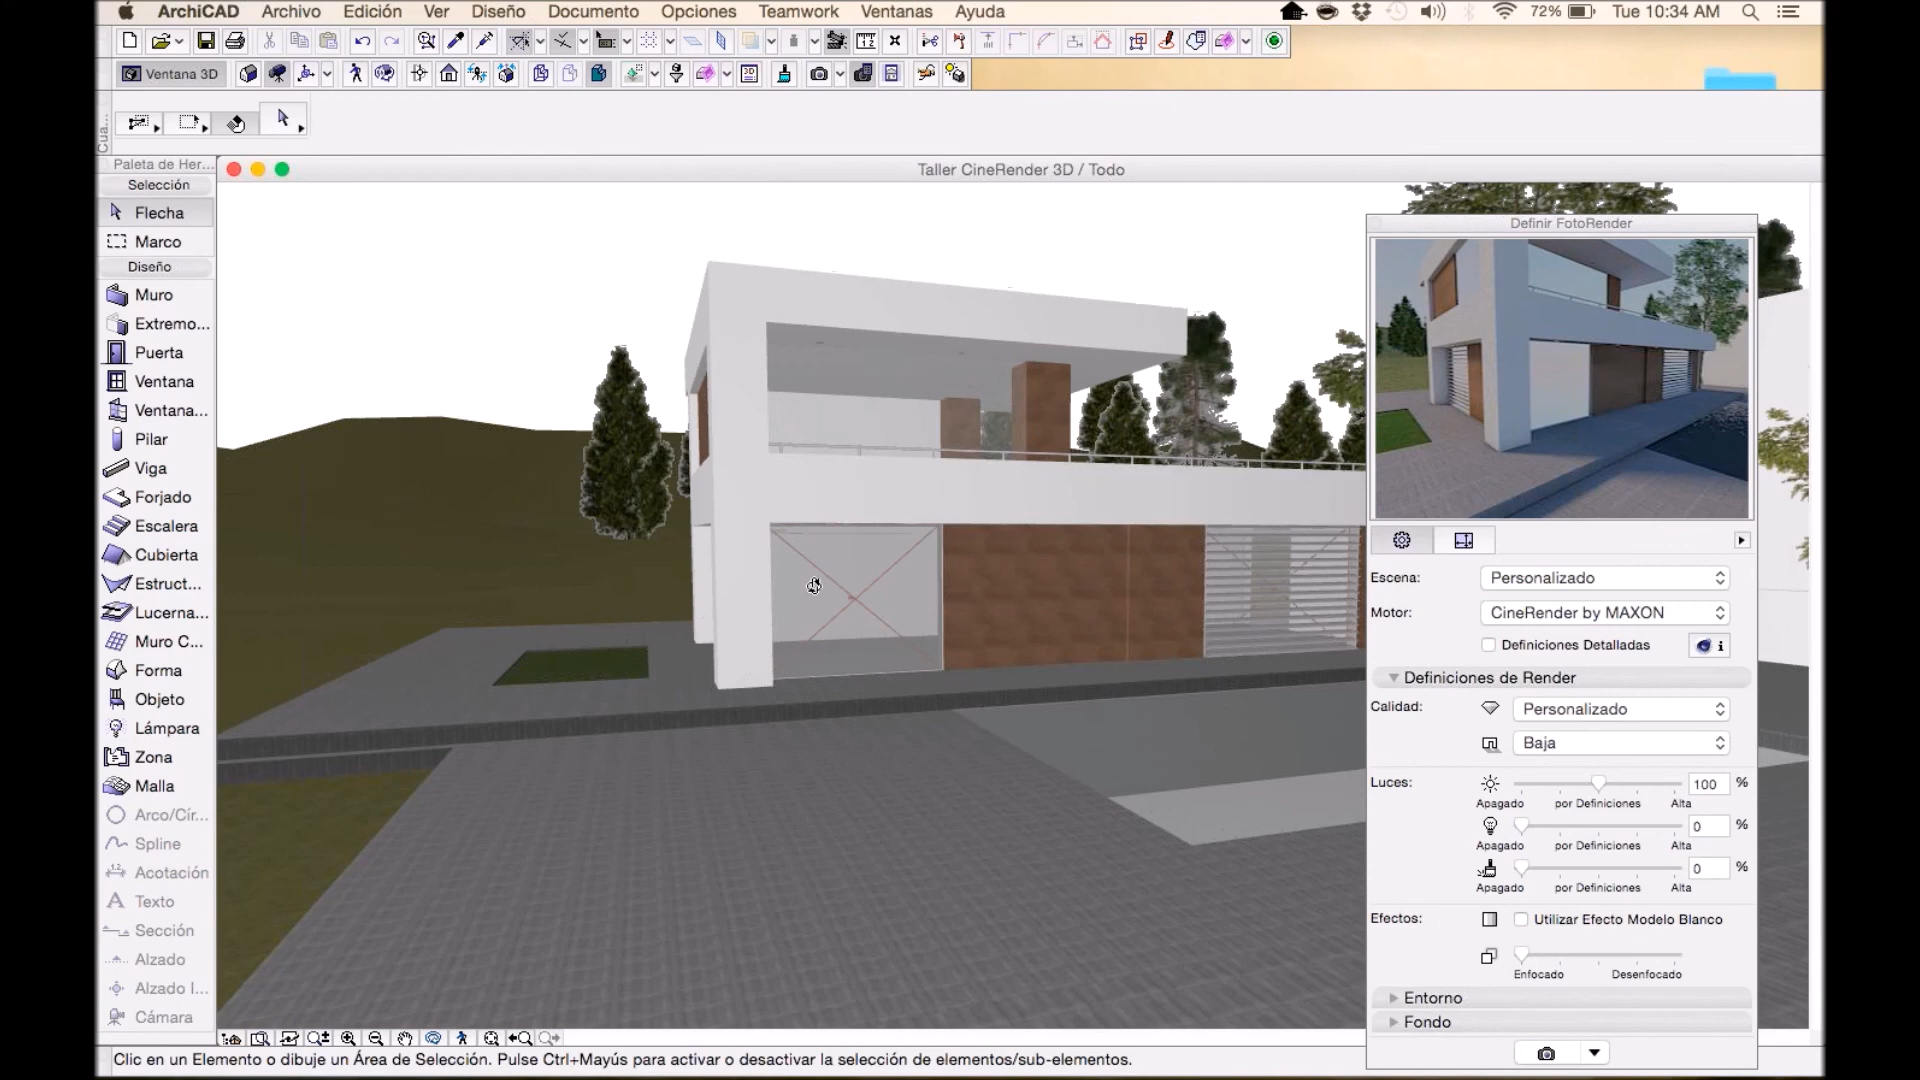 ArchiCAD Archivo Edición Ver Diseño Documento Opciones Teamwork Ventanas Ayuda 72% Tue 10:34 AM
Ventana 3D
Cua...
Paleta de Her...
Taller CineRender 3D / Todo
Selección
Flecha
Marco
Diseño
Muro
Extremo...
Puerta
Ventana
Ventana...
Pilar
Viga
Forjado
Escalera
Cubierta
Estruct...
Lucerna...
Muro C...
Forma
Objeto
Lámpara
Zona
Malla
Arco/Cír...
Spline
Acotación
Texto
Sección
Alzado
Alzado I...
Cámara
Definir FotoRender
Escena: Personalizado
Motor: CineRender by MAXON
Definiciones Detalladas i
Definiciones de Render
Calidad: Personalizado
Baja
Luces: 100 %
Apagado por Definiciones Alta
0 %
Apagado por Definiciones Alta
0 %
Apagado por Definiciones Alta
Efectos: Utilizar Efecto Modelo Blanco
Enfocado Desenfocado
Entorno
Fondo
Clic en un Elemento o dibuje un Área de Selección. Pulse Ctrl+Mayús para activar o desactivar la selección de elementos/sub-elementos.